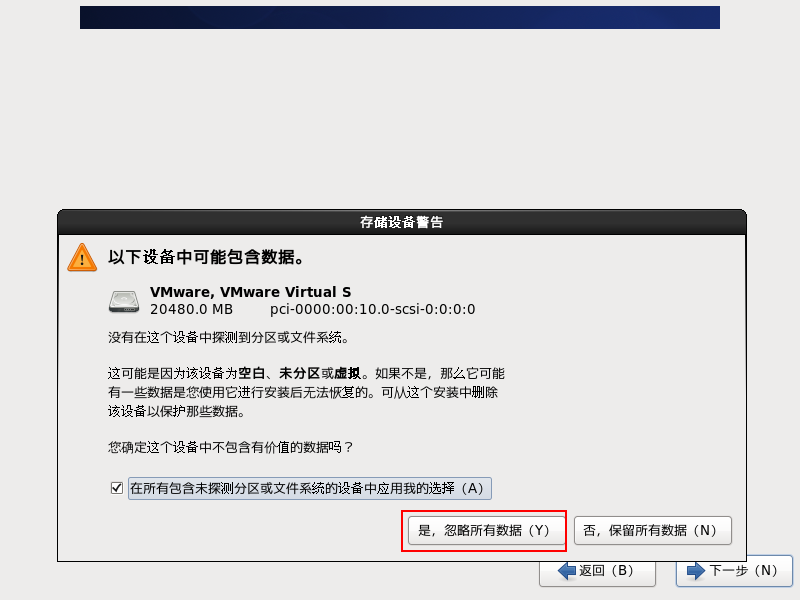 存储设备警告
以下设备中可能包含数据。
VMware, VMware Virtual S
20480.0 MB pci-0000:00:10.0-scsi-0:0:0:0
没有在这个设备中探测到分区或文件系统。
这可能是因为该设备为空白、未分区或虚拟。如果不是，那么它可能
有一些数据是您使用它进行安装后无法恢复的。可从这个安装中删除
该设备以保护那些数据。
您确定这个设备中不包含有价值的数据吗？
在所有包含未探测分区或文件系统的设备中应用我的选择（A）
是，忽略所有数据（Y）
否，保留所有数据（N）
返回（B）
下一步（N）